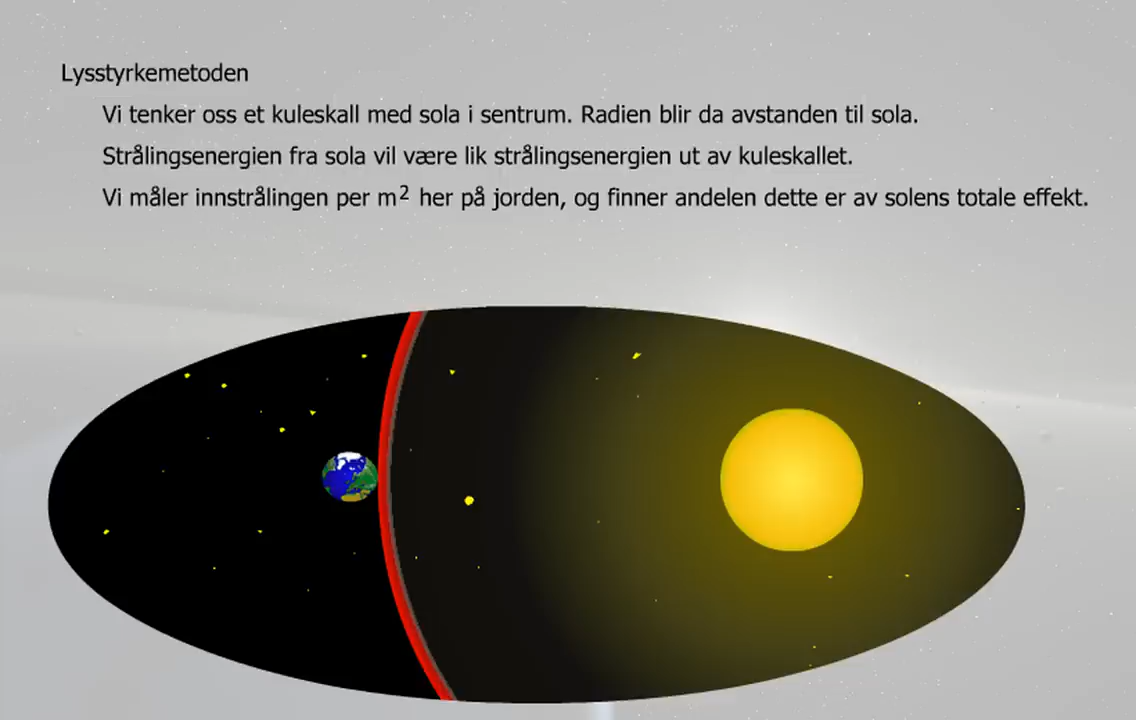 Lysstyrkemetoden
Vi tenker oss et kuleskall med sola i sentrum. Radien blir da avstanden til sola.
Strålingsenergien fra sola vil være lik strålingsenergien ut av kuleskallet.
Vi måler innstrålingen per m² her på jorden, og finner andelen dette er av solens totale effekt.